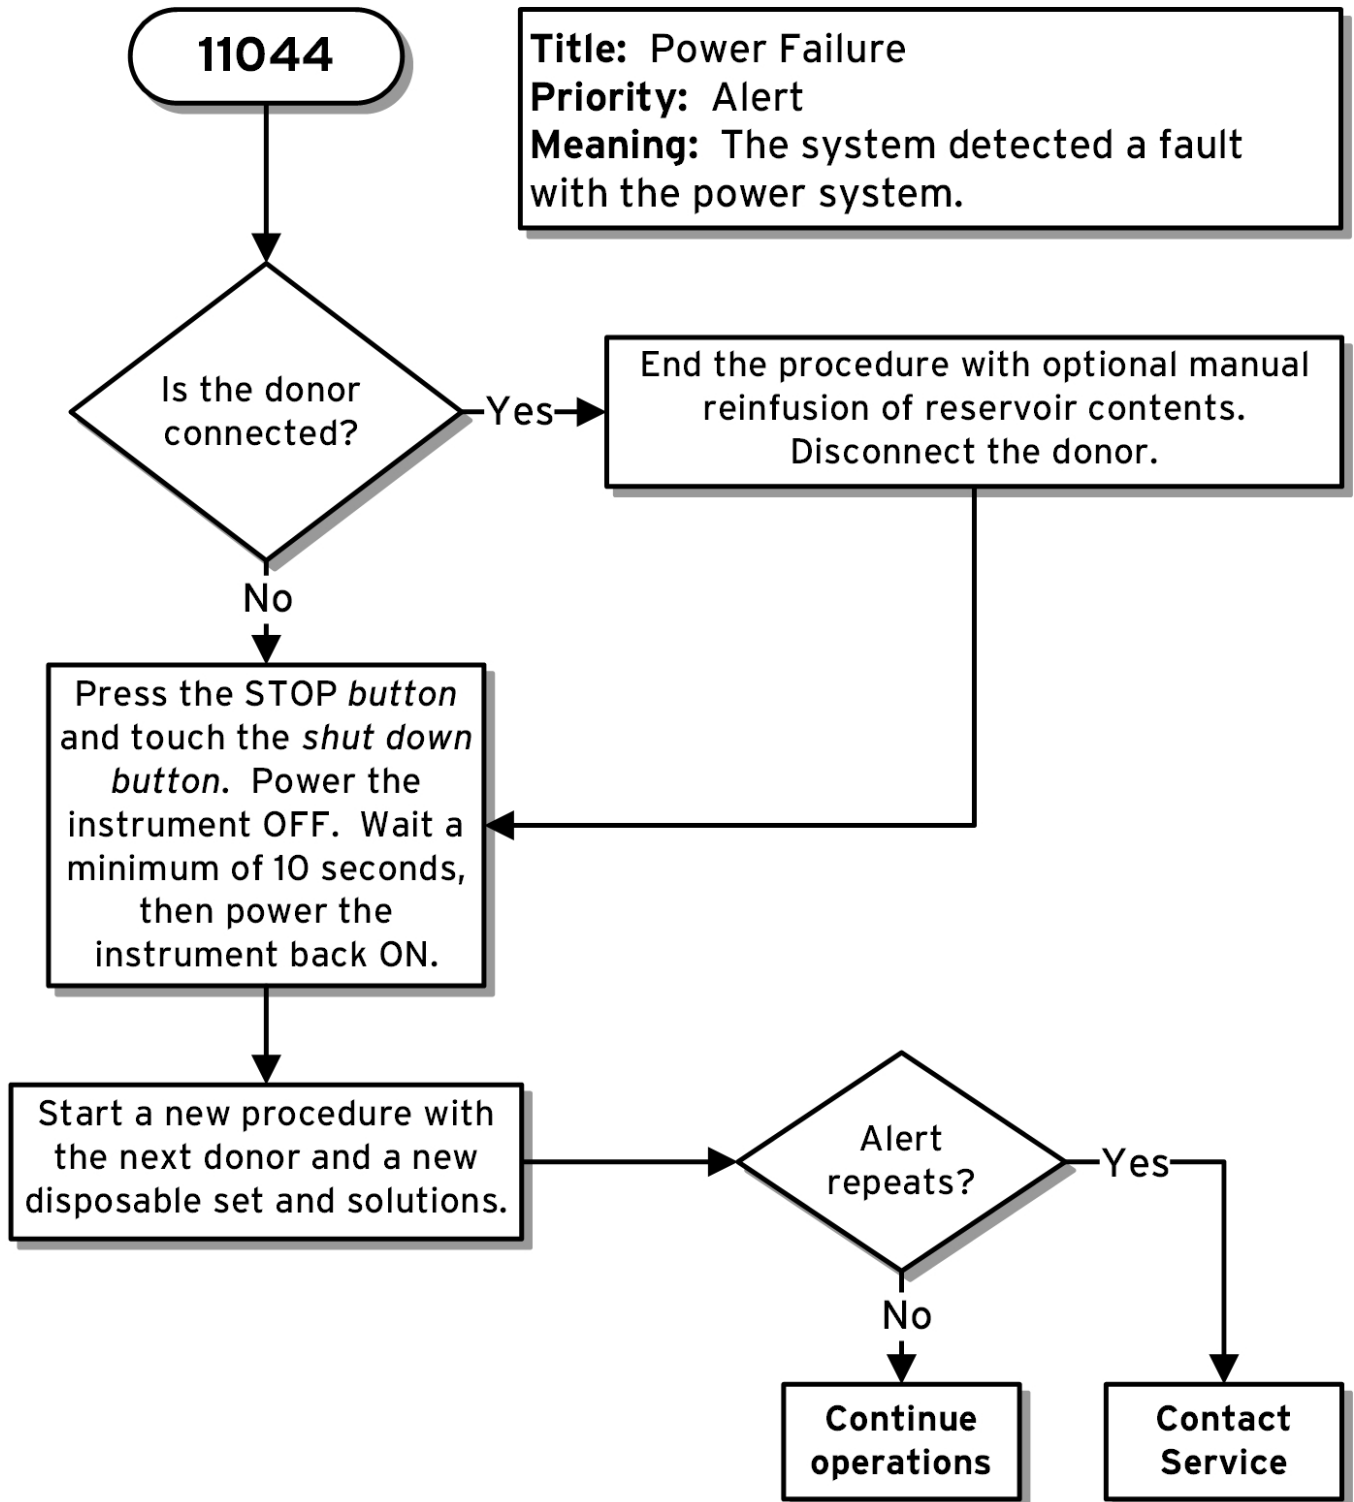 11044
Title: Power Failure
Priority: Alert
Meaning: The system detected a fault
with the power system.
Is the donor
connected?
Yes
End the procedure with optional manual
reinfusion of reservoir contents.
Disconnect the donor.
No
Press the STOP button
and touch the shut down
button. Power the
instrument OFF. Wait a
minimum of 10 seconds,
then power the
instrument back ON.
Start a new procedure with
the next donor and a new
disposable set and solutions.
Alert
repeats?
Yes
No
Continue
operations
Contact
Service